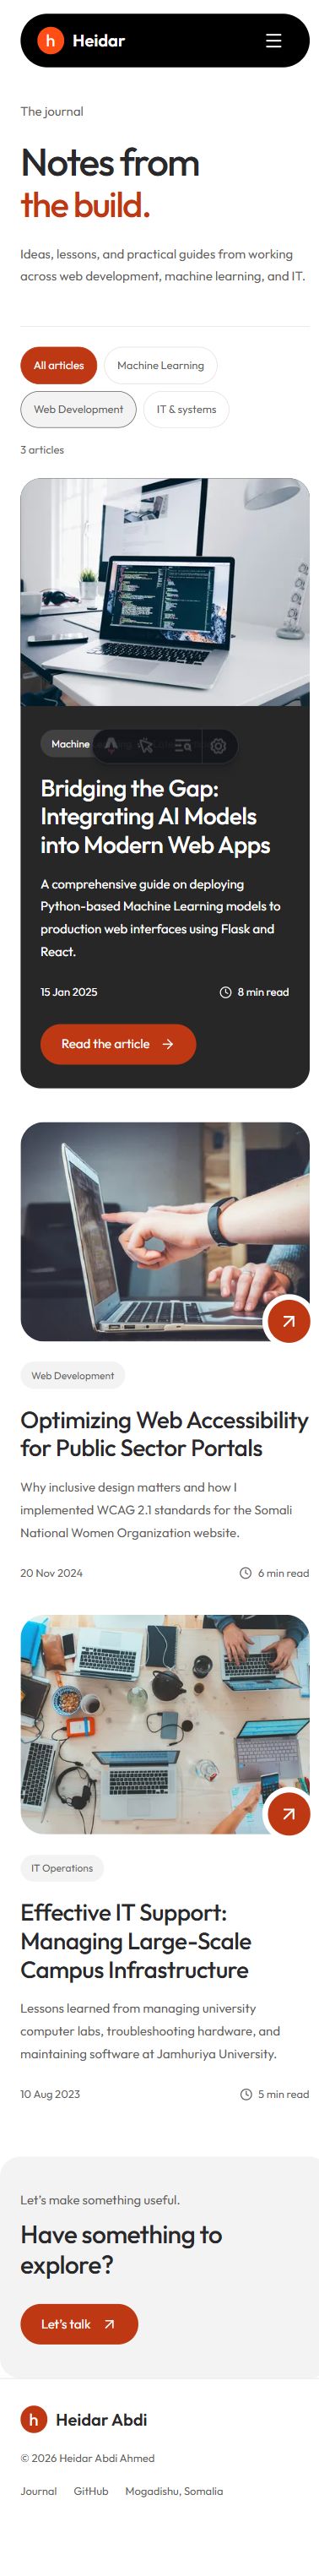 h Heidar
The journal
Notes from
the build.
Ideas, lessons, and practical guides from working
across web development, machine learning, and IT.
All articles Machine Learning
Web Development IT & systems
3 articles
Machine
Bridging the Gap:
Integrating AI Models
into Modern Web Apps
A comprehensive guide on deploying
Python-based Machine Learning models to
production web interfaces using Flask and
React.
15 Jan 2025 8 min read
Read the article
Web Development
Optimizing Web Accessibility
for Public Sector Portals
Why inclusive design matters and how I
implemented WCAG 2.1 standards for the Somali
National Women Organization website.
20 Nov 2024 6 min read
IT Operations
Effective IT Support:
Managing Large-Scale
Campus Infrastructure
Lessons learned from managing university
computer labs, troubleshooting hardware, and
maintaining software at Jamhuriya University.
10 Aug 2023 5 min read
Let's make something useful.
Have something to
explore?
Let's talk
h Heidar Abdi
© 2026 Heidar Abdi Ahmed
Journal GitHub Mogadishu, Somalia